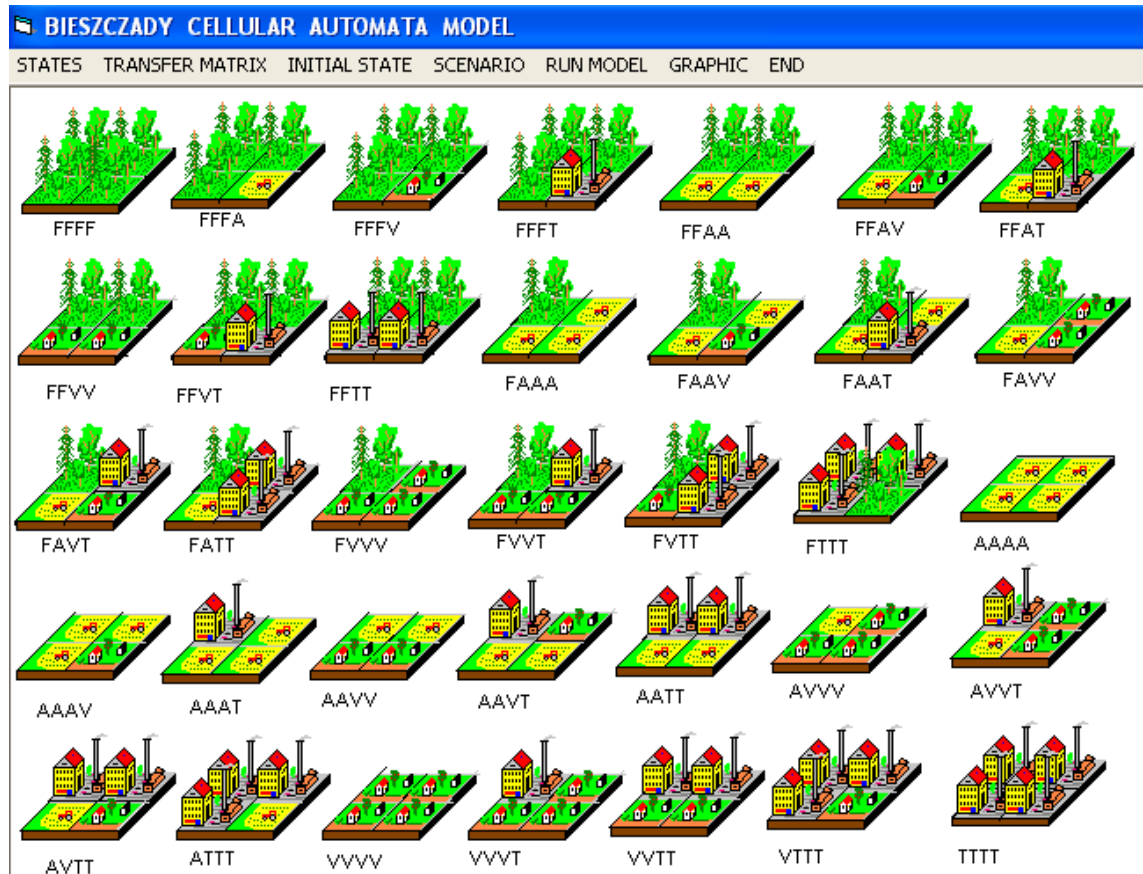 BIESZCZADY CELLULAR AUTOMATA MODEL
STATES TRANSFER MATRIX INITIAL STATE SCENARIO RUN MODEL GRAPHIC END
FFFF FFFA FFFV FFFT FFAA FFAV FFAT
FFVV FFVT FFTT FAAA FAAV FAAT FAVV
FAVT FATT FVVV FVVT FVTT FTTT AAAA
AAAV AAAT AAVV AAVT AATT AVVV AVVT
AVTT ATTT VVVV VVVT VVTT VTTT TTTT